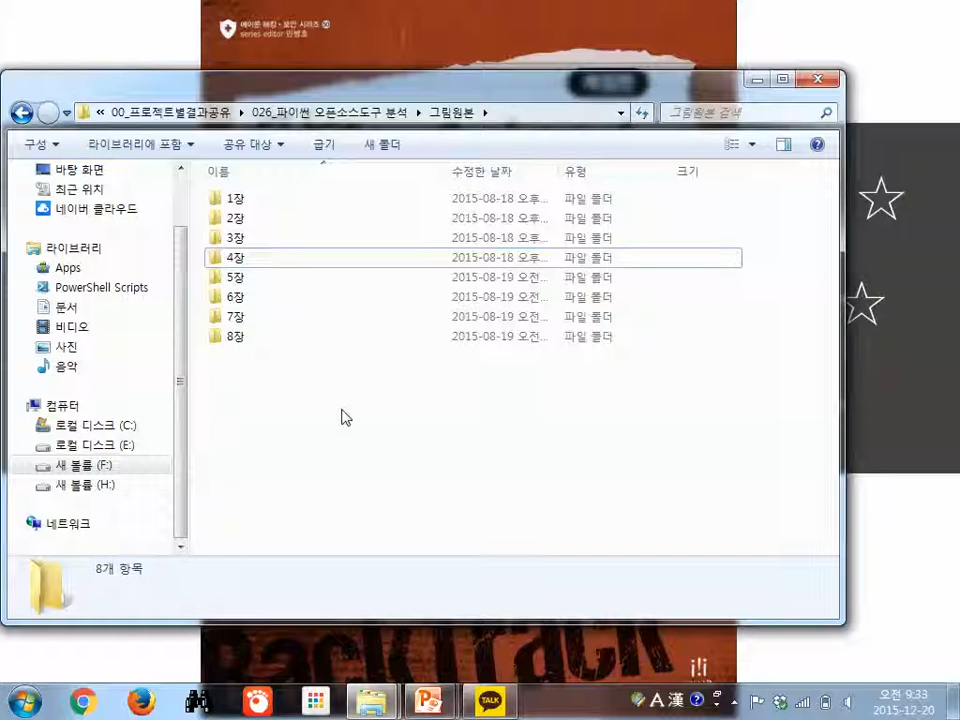 에이콘 해킹 · 보안 시리즈
series editor 민병호
00_프로젝트별결과공유 026_파이썬 오픈소스도구 분석 그림원본
그림원본 검색
구성 라이브러리에 포함 공유 대상 굽기 새 폴더
이름 수정한 날짜 유형 크기
바탕 화면
최근 위치
네이버 클라우드
라이브러리
Apps
PowerShell Scripts
문서
비디오
사진
음악
컴퓨터
로컬 디스크 (C:)
로컬 디스크 (E:)
새 볼륨 (F:)
새 볼륨 (H:)
네트워크
1장 2015-08-18 오후... 파일 폴더
2장 2015-08-18 오후... 파일 폴더
3장 2015-08-18 오후... 파일 폴더
4장 2015-08-18 오후... 파일 폴더
5장 2015-08-19 오전... 파일 폴더
6장 2015-08-19 오전... 파일 폴더
7장 2015-08-19 오전... 파일 폴더
8장 2015-08-19 오전... 파일 폴더
8개 항목
BackTrack
TALK
A 漢
오전 9:33
2015-12-20